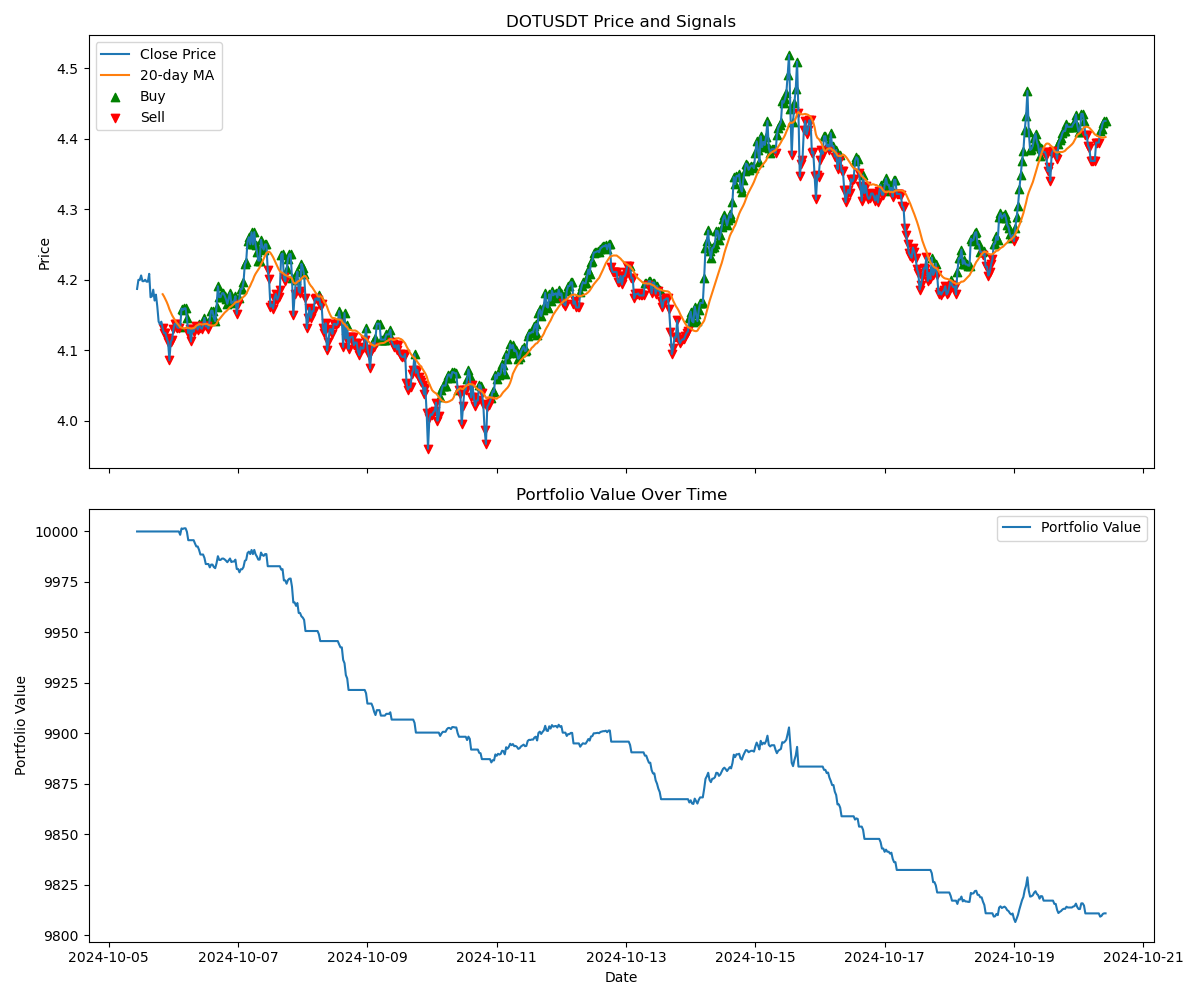 DOTUSDT Price and Signals
Close Price
20-day MA
Buy
Sell
4.5
4.4
4.3
4.2
4.1
4.0
Price
Portfolio Value Over Time
Portfolio Value
10000
9975
9950
9925
9900
9875
9850
9825
9800
Portfolio Value
2024-10-05 2024-10-07 2024-10-09 2024-10-11 2024-10-13 2024-10-15 2024-10-17 2024-10-19 2024-10-21
Date